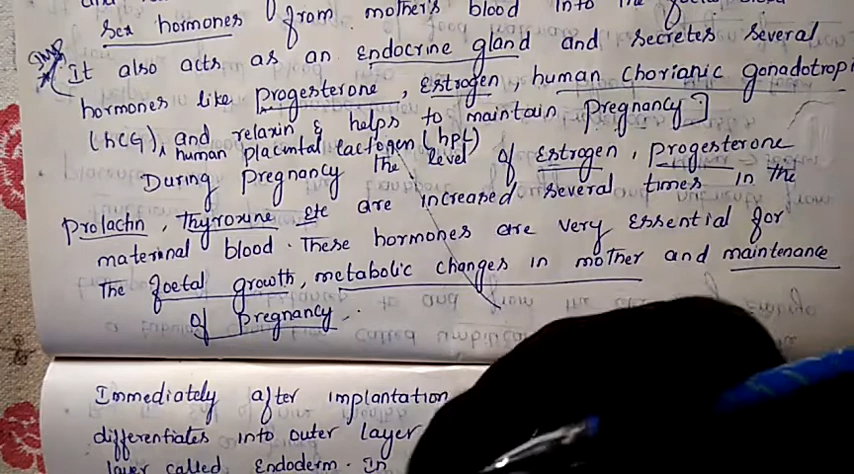 sex hormones from mother's blood into the
Imp
It also acts as an endocrine gland and secretes several
hormones like Progesterone, Estrogen, human chorianic gonadotropi
(hCG), and relaxin & helps to maintain Pregnancy]
human placental lactogen (hpL)
During Pregnancy the level of Estrogen, progesterone
Prolactin, Thyroxine etc are increased several times in the
maternal blood. These hormones are very Essential for
the foetal growth, metabolic changes in mother and maintenance
of Pregnancy.
Immediately after implantation
differentiates into outer layer
layer called Endoderm. In